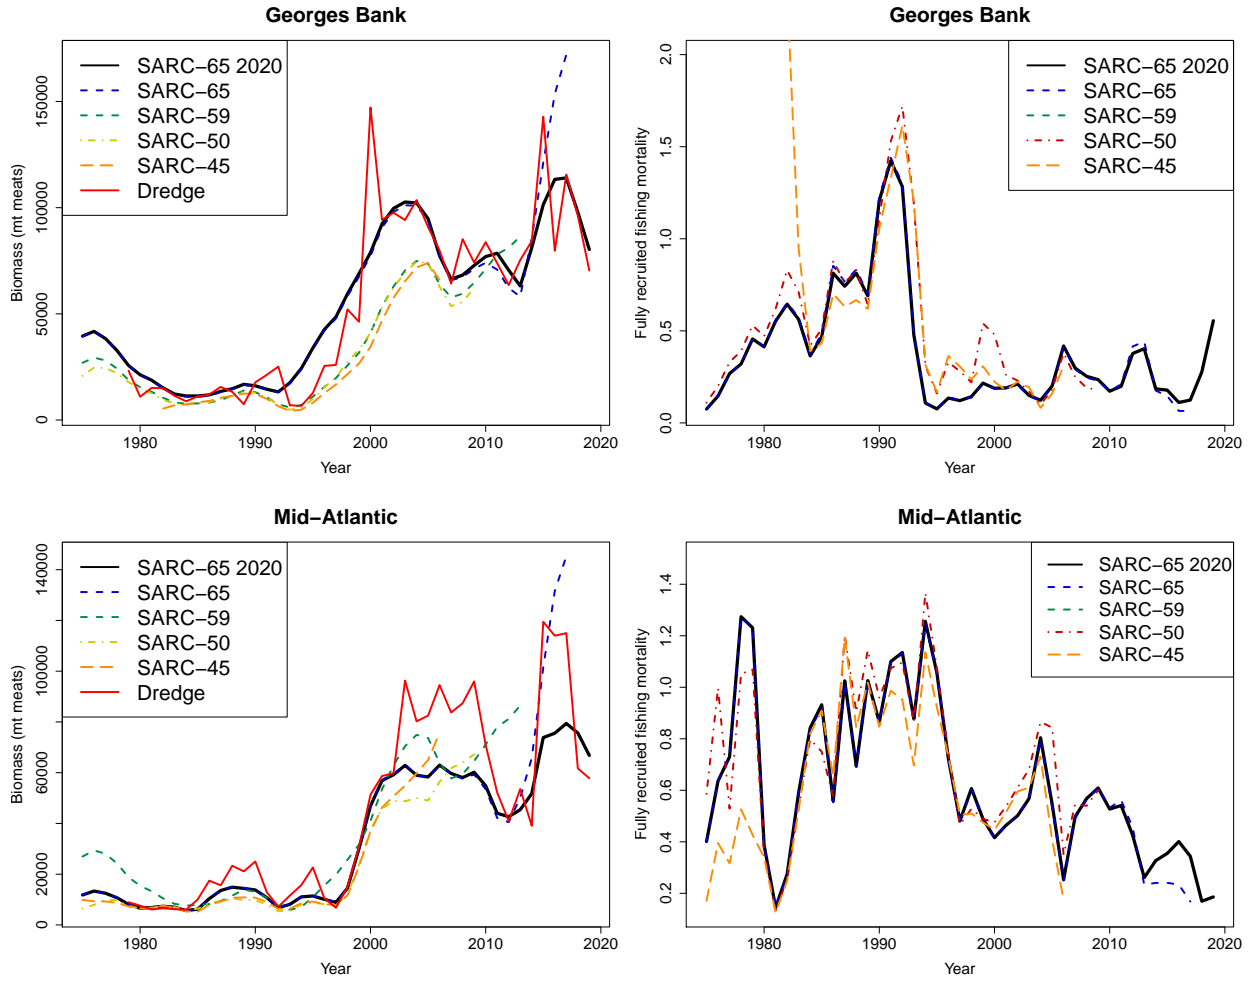 Georges Bank
Biomass (mt meats)
0
50000
100000
150000
SARC−65 2020
SARC−65
SARC−59
SARC−50
SARC−45
Dredge
1980 1990 2000 2010 2020
Year
Georges Bank
Fully recruited fishing mortality
0.0
0.5
1.0
1.5
2.0
SARC−65 2020
SARC−65
SARC−59
SARC−50
SARC−45
1980 1990 2000 2010 2020
Year
Mid−Atlantic
Biomass (mt meats)
0
20000
60000
100000
140000
SARC−65 2020
SARC−65
SARC−59
SARC−50
SARC−45
Dredge
1980 1990 2000 2010 2020
Year
Mid−Atlantic
Fully recruited fishing mortality
0.2
0.4
0.6
0.8
1.0
1.2
1.4
SARC−65 2020
SARC−65
SARC−59
SARC−50
SARC−45
1980 1990 2000 2010 2020
Year